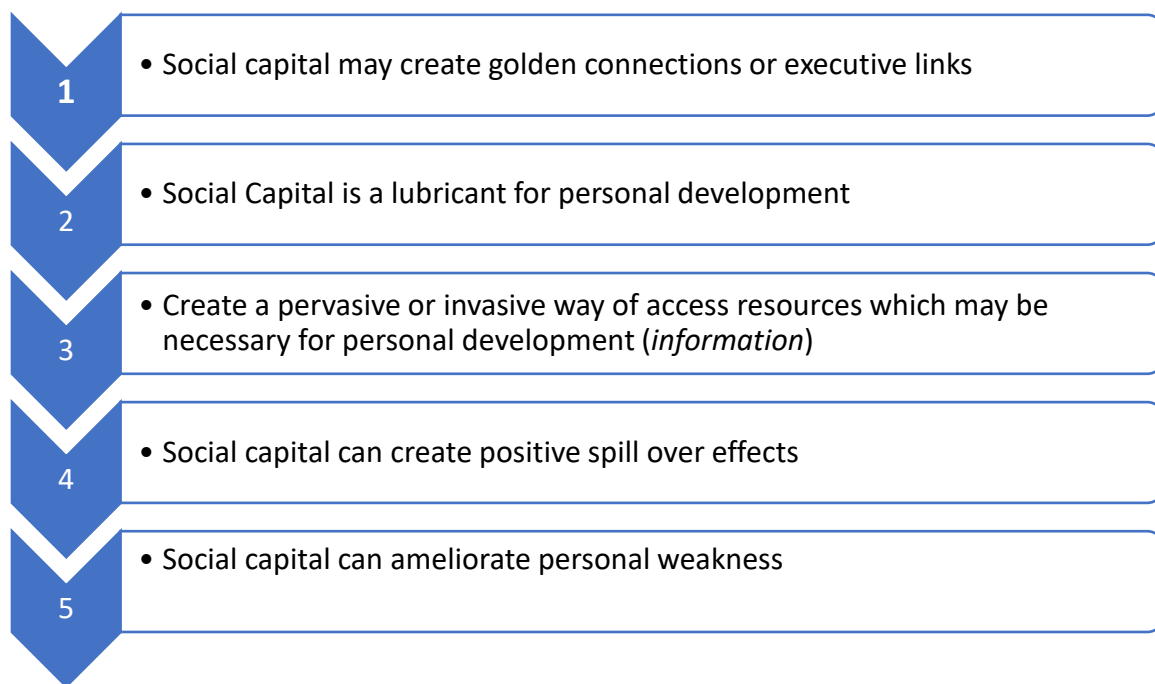 1
• Social capital may create golden connections or executive links
2
• Social Capital is a lubricant for personal development
3
• Create a pervasive or invasive way of access resources which may be
necessary for personal development (information)
4
• Social capital can create positive spill over effects
5
• Social capital can ameliorate personal weakness